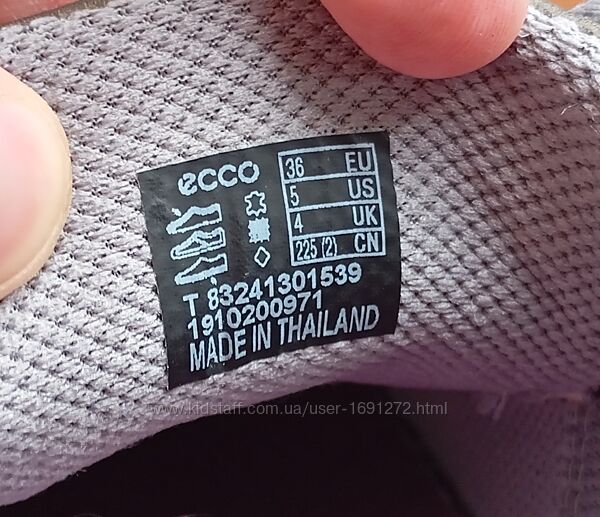 ecco
36 EU
5 US
4 UK
225 (2) CN
T 83241301539
1910200971
MADE IN THAILAND
www.kidstaff.com.ua/user-1691272.html